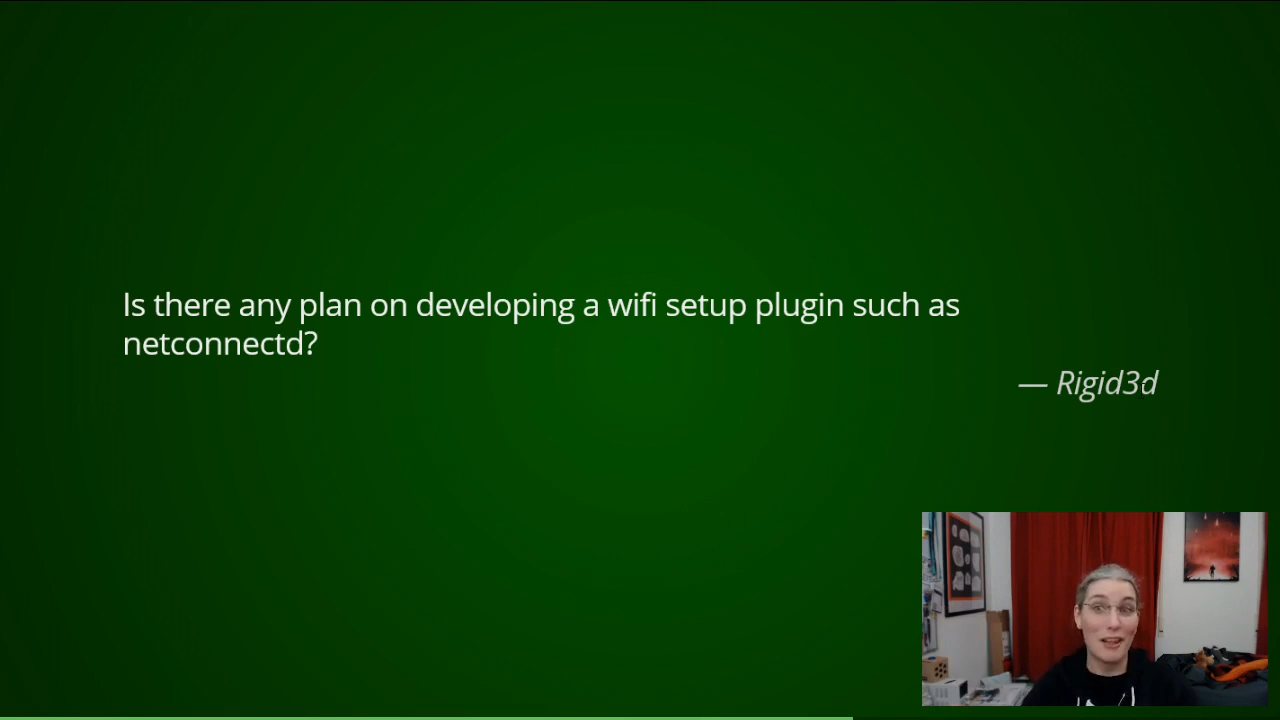 Is there any plan on developing a wifi setup plugin such as
netconnectd?
— Rigid3d